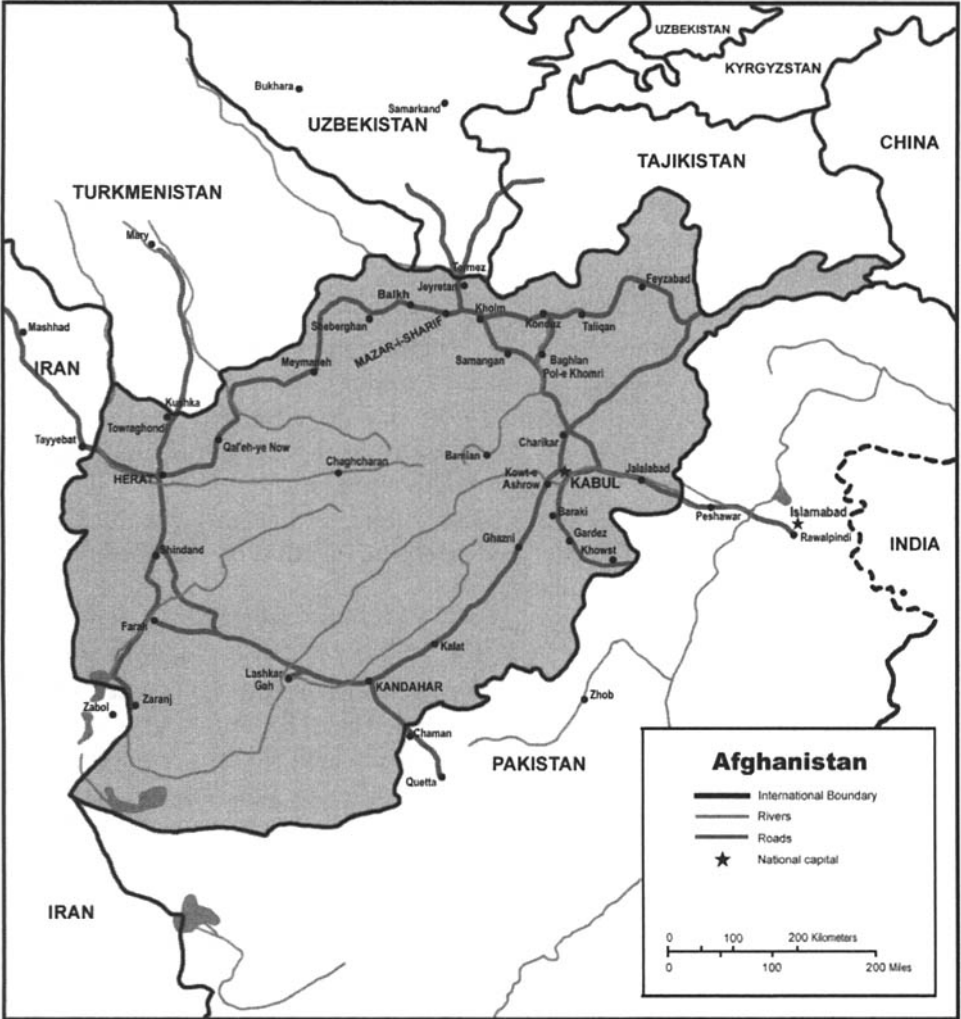 UZBEKISTAN
KYRGYZSTAN
Bukhara
Samarkand
UZBEKISTAN
CHINA
TAJIKISTAN
TURKMENISTAN
Mary
Termez
Jeyretan
Feyzabad
Balkh
Kholm
Sheberghan
MAZAR-I-SHARIF
Konduz
Taliqan
Mashhad
IRAN
Meymaneh
Samangan
Baghlan
Pol-e Khomri
Kushka
Towraghondi
Tayyebat
Qal'eh-ye Now
Charikar
Bamian
Chaghcharan
HERAT
Kowt-e
Ashrow
KABUL
Jalalabad
Peshawar
Islamabad
Rawalpindi
Baraki
Gardez
Ghazni
Khowst
INDIA
Shindand
Farah
Kalat
Lashkar
Gah
KANDAHAR
Zaranj
Zabol
Zhob
Chaman
Quetta
PAKISTAN
IRAN
Afghanistan
International Boundary
Rivers
Roads
National capital
0 100 200 Kilometers
0 100 200 Miles